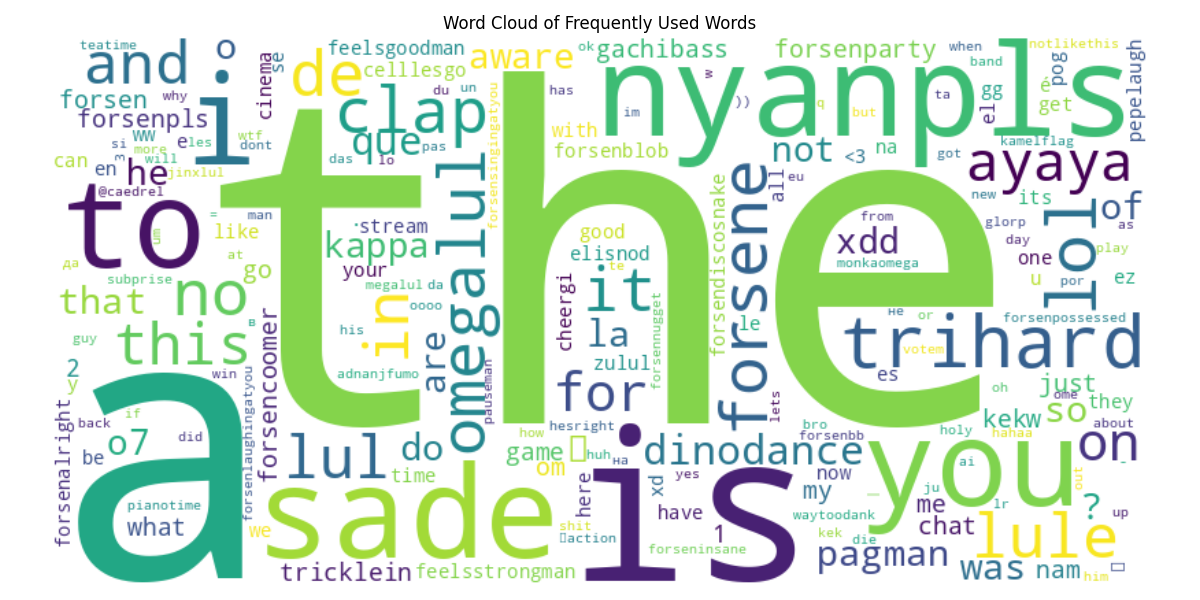 Word Cloud of Frequently Used Words
teatime
and
:
o
se
cinema
de
feelsgoodman
celllesgo
aware
ok
gachibass
forsenparty
when
notlikethis
band
é
pog
pepelaugh
forsen
why
i
forsenpls
clap
du
un
forsensingingatyou
has
im
nyanpls
w
))
q
but
ta
gg
el
get
ww
si
more
e
les
wtf
dont
que
pas
das
lo
with
forsenblob
not
<3
na
got
kamelflag
can
en
3
will
he
jinxlul
@caedrel
the
omegalul
forsendiscosnake
forsene
all
eu
ayaya
new
its
lol
of
as
to
um
=
man
like
at
stream
kappa
your
good
elisnod
te
from
xdd
monkaomega
glorp
day
one
play
да
subprise
go
no
megalul
da
oooo
it
cheergi
u
por
ez
that
this
в
forsencoomer
his
in
are
la
forsennugget
le
не
or
trihard
forsenpossessed
guy
2
y
win
adnanjfumo
pauseman
zulul
for
votem
es
oh
just
ome
they
forsenalright
back
if
a
o7
did
forsenlaughingatyou
lul
do
hesright
how
lets
bro
forsenbb
kekw
so
about
be
time
game
huh
на
is
dinodance
holy
hahaa
on
pianotime
what
we
sade
om
here
xd
yes
now
you
ai
out
-
my
_
ju
me
lr
?
up
shit
action
have
1
waytoodank
chat
lule
forseninsane
kek
die
tricklein
feelsstrongman
pagman
was
nam
him